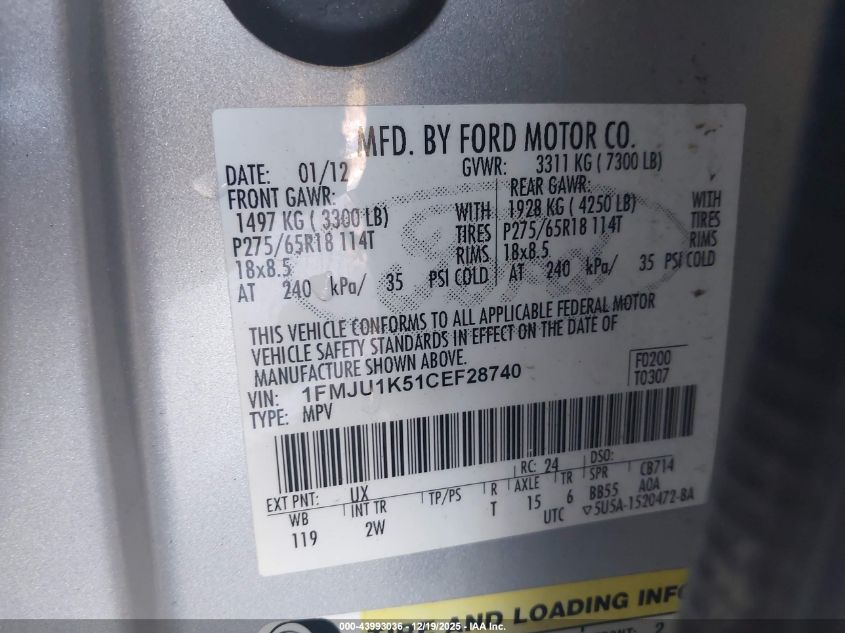 MFD. BY FORD MOTOR CO.
DATE: 01/12 GVWR: 3311 KG ( 7300 LB)
FRONT GAWR: REAR GAWR:
1497 KG ( 3300 LB) WITH 1928 KG ( 4250 LB) WITH
P275/65R18 114T TIRES P275/65R18 114T TIRES
18x8.5 RIMS 18x8.5 RIMS
AT 240 kPa/ 35 PSI COLD AT 240 kPa/ 35 PSI COLD
THIS VEHICLE CONFORMS TO ALL APPLICABLE FEDERAL MOTOR
VEHICLE SAFETY STANDARDS IN EFFECT ON THE DATE OF
MANUFACTURE SHOWN ABOVE.
VIN: 1FMJU1K51CEF28740 F0200
TYPE: MPV T0307
RC: 24 DSO:
EXT PNT: UX AXLE TR SPR CB714
WB INT TR TP/PS R 15 6 BB55 A0A
119 2W T UTC ▽5U5A-1520472-BA
AND LOADING INFO
2
000--43993036 - 12/19/2025 - IAA, Inc.